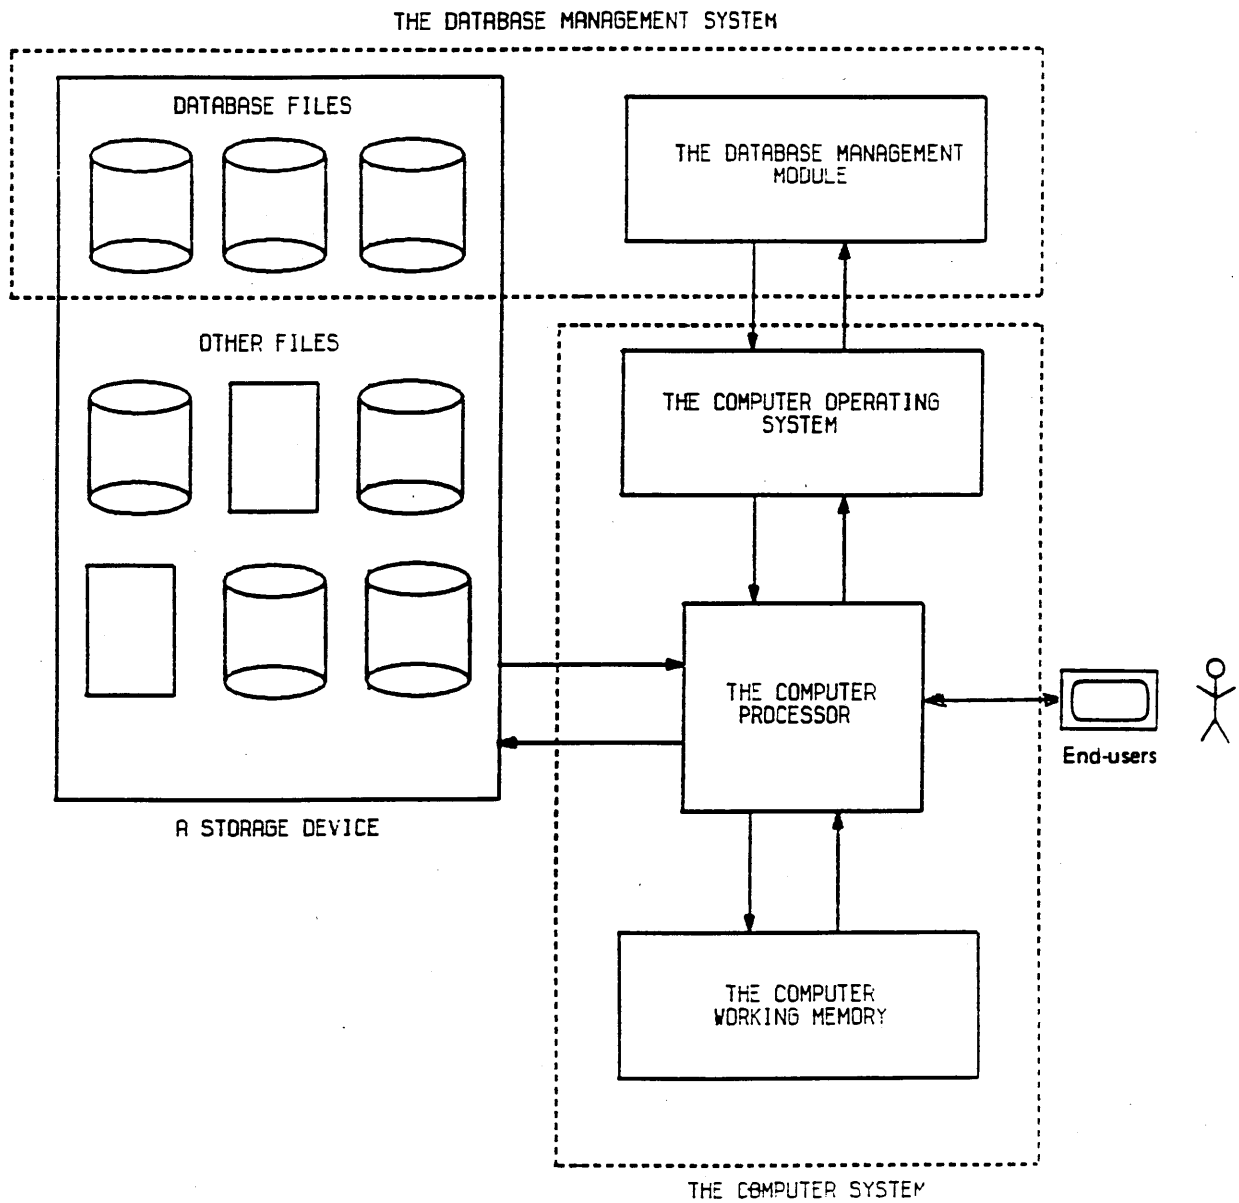 THE DATABASE MANAGEMENT SYSTEM
DATABASE FILES
THE DATABASE MANAGEMENT
MODULE
OTHER FILES
THE COMPUTER OPERATING
SYSTEM
THE COMPUTER
PROCESSOR
End-users
A STORAGE DEVICE
THE COMPUTER
WORKING MEMORY
THE COMPUTER SYSTEM